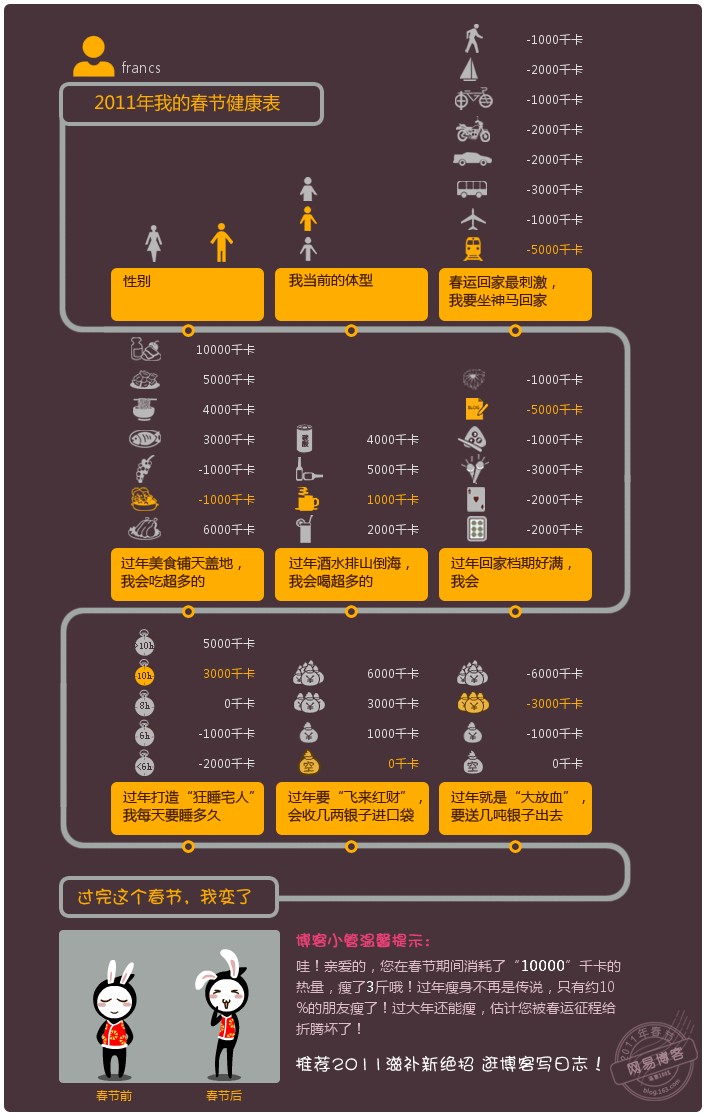 francs
2011年我的春节健康表
-1000千卡
-2000千卡
-1000千卡
-2000千卡
-2000千卡
-3000千卡
-1000千卡
-5000千卡
性别
我当前的体型
春运回家最刺激，
我要坐神马回家
10000千卡
5000千卡
4000千卡
3000千卡
-1000千卡
-1000千卡
6000千卡
过年美食铺天盖地，
我会吃超多的
4000千卡
5000千卡
1000千卡
2000千卡
过年酒水排山倒海，
我会喝超多的
-1000千卡
BLOG
-5000千卡
-1000千卡
-3000千卡
-2000千卡
-2000千卡
过年回家档期好满，
我会
>10h 5000千卡
10h 3000千卡
8h 0千卡
6h -1000千卡
<6h -2000千卡
过年打造“狂睡宅人”
我每天要睡多久
6000千卡
3000千卡
1000千卡
空 0千卡
过年要“飞来红财”，
会收几两银子进口袋
-6000千卡
-3000千卡
-1000千卡
空 0千卡
过年就是“大放血”，
要送几吨银子出去
过完这个春节，我变了
春节前
春节后
博客小管温馨提示：
哇！亲爱的，您在春节期间消耗了“10000”千卡的
热量，瘦了3斤哦！过年瘦身不再是传说，只有约10
%的朋友瘦了！过大年还能瘦，估计您被春运征程给
折腾坏了！
推荐2011滋补新绝招 逛博客写日志！
2011年春节
网易博客
blog.163.com